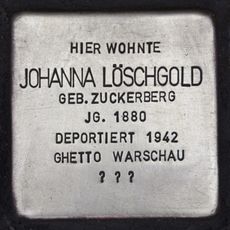 HIER WOHNTE
JOHANNA LÖSCHGOLD
GEB. ZUCKERBERG
JG. 1880
DEPORTIERT 1942
GHETTO WARSCHAU
? ? ?